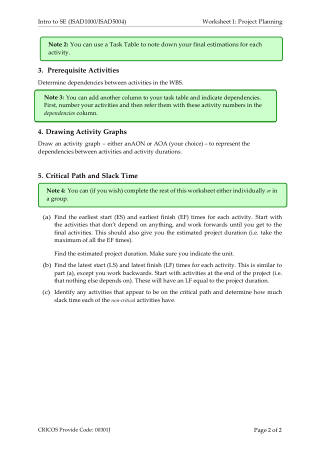 Intro to SE (ISAD1000/ISAD5004)
Worksheet 1: Project Planning
Note 2: You can use a Task Table to note down your final estimations for each
activity.
3. Prerequisite Activities
Determine dependencies between activities in the WBS.
Note 3: You can add another column to your task table and indicate dependencies.
First, number your activities and then refer them with these activity numbers in the
dependencies column.
4. Drawing Activity Graphs
Draw an activity graph – either anAON or AOA (your choice) – to represent the
dependencies between activities and activity durations.
5. Critical Path and Slack Time
Note 4: You can (if you wish) complete the rest of this worksheet either individually or in
a group.
(a) Find the earliest start (ES) and earliest finish (EF) times for each activity. Start with
the activities that don't depend on anything, and work forwards until you get to the
final activities. This should also give you the estimated project duration (i.e. take the
maximum of all the EF times).
Find the estimated project duration. Make sure you indicate the unit.
(b) Find the latest start (LS) and latest finish (LF) times for each activity. This is similar to
part (a), except you work backwards. Start with activities at the end of the project (i.e.
that nothing else depends on). These will have an LF equal to the project duration.
(c) Identify any activities that appear to be on the critical path and determine how much
slack time each of the non-critical activities have.
CRICOS Provide Code: 00301J
Page 2 of 2